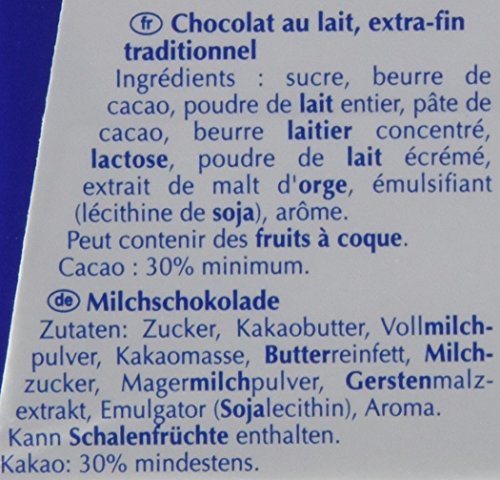 fr Chocolat au lait, extra-fin
traditionnel
Ingrédients : sucre, beurre de
cacao, poudre de lait entier, pâte de
cacao, beurre laitier concentré,
lactose, poudre de lait écrémé,
extrait de malt d'orge, émulsifiant
(lécithine de soja), arôme.
Peut contenir des fruits à coque.
Cacao : 30% minimum.
de Milchschokolade
Zutaten: Zucker, Kakaobutter, Vollmilch-
pulver, Kakaomasse, Butterreinfett, Milch-
zucker, Magermilchpulver, Gerstenmalz-
extrakt, Emulgator (Sojalecithin), Aroma.
Kann Schalenfrüchte enthalten.
Kakao: 30% mindestens.